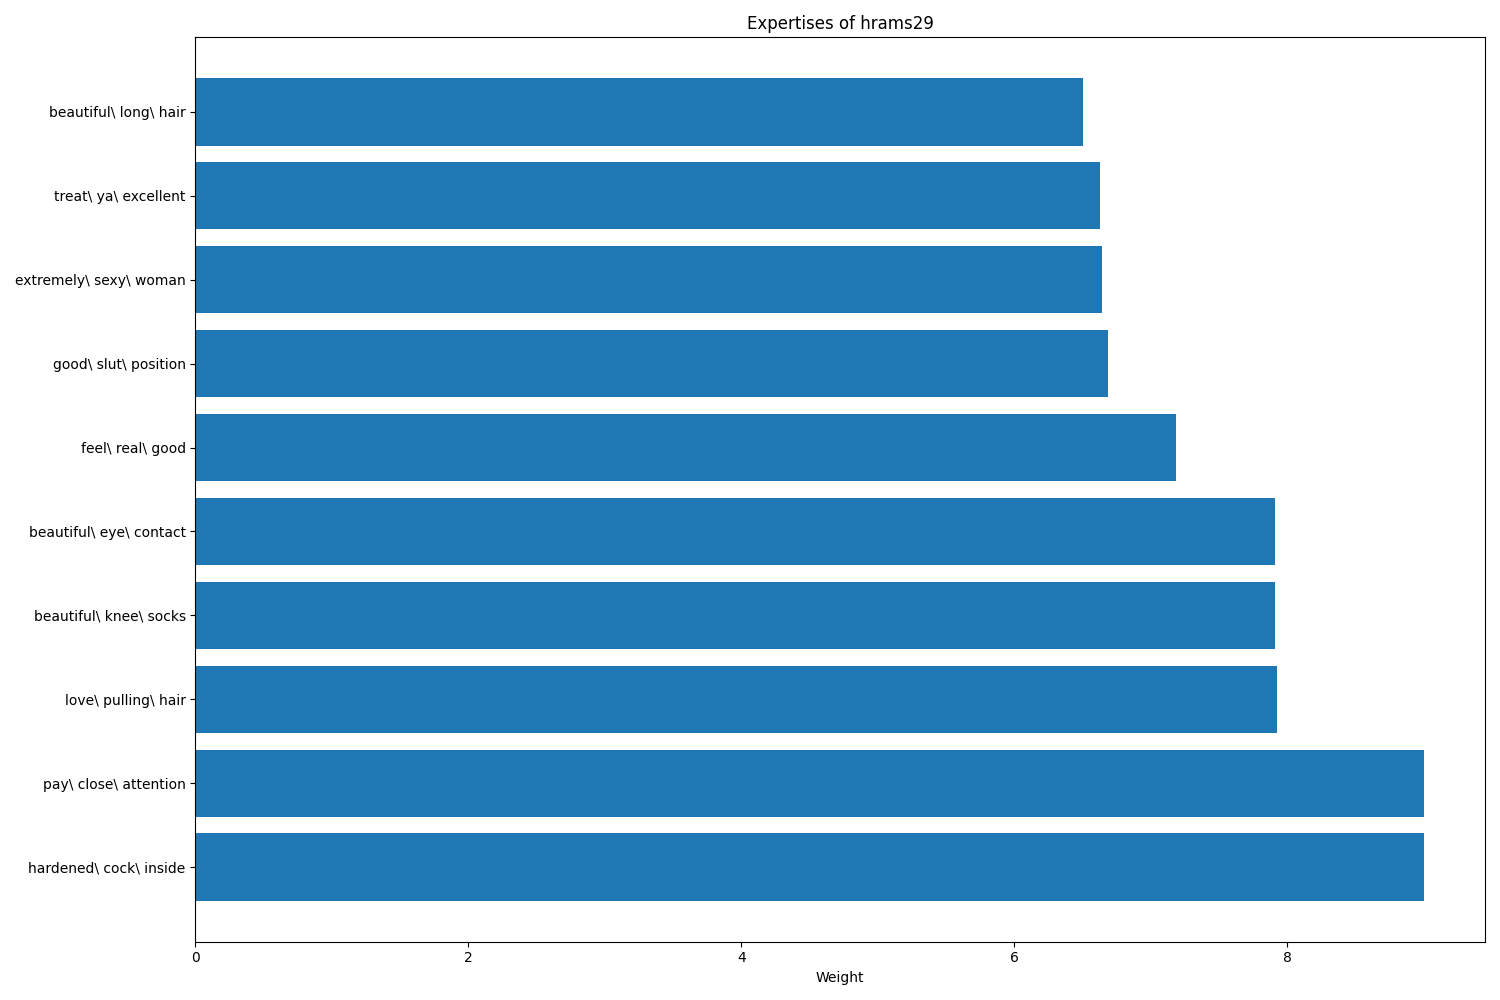 Expertises of hrams29
beautiful\ long\ hair
treat\ ya\ excellent
extremely\ sexy\ woman
good\ slut\ position
feel\ real\ good
beautiful\ eye\ contact
beautiful\ knee\ socks
love\ pulling\ hair
pay\ close\ attention
hardened\ cock\ inside
0 2 4 6 8
Weight